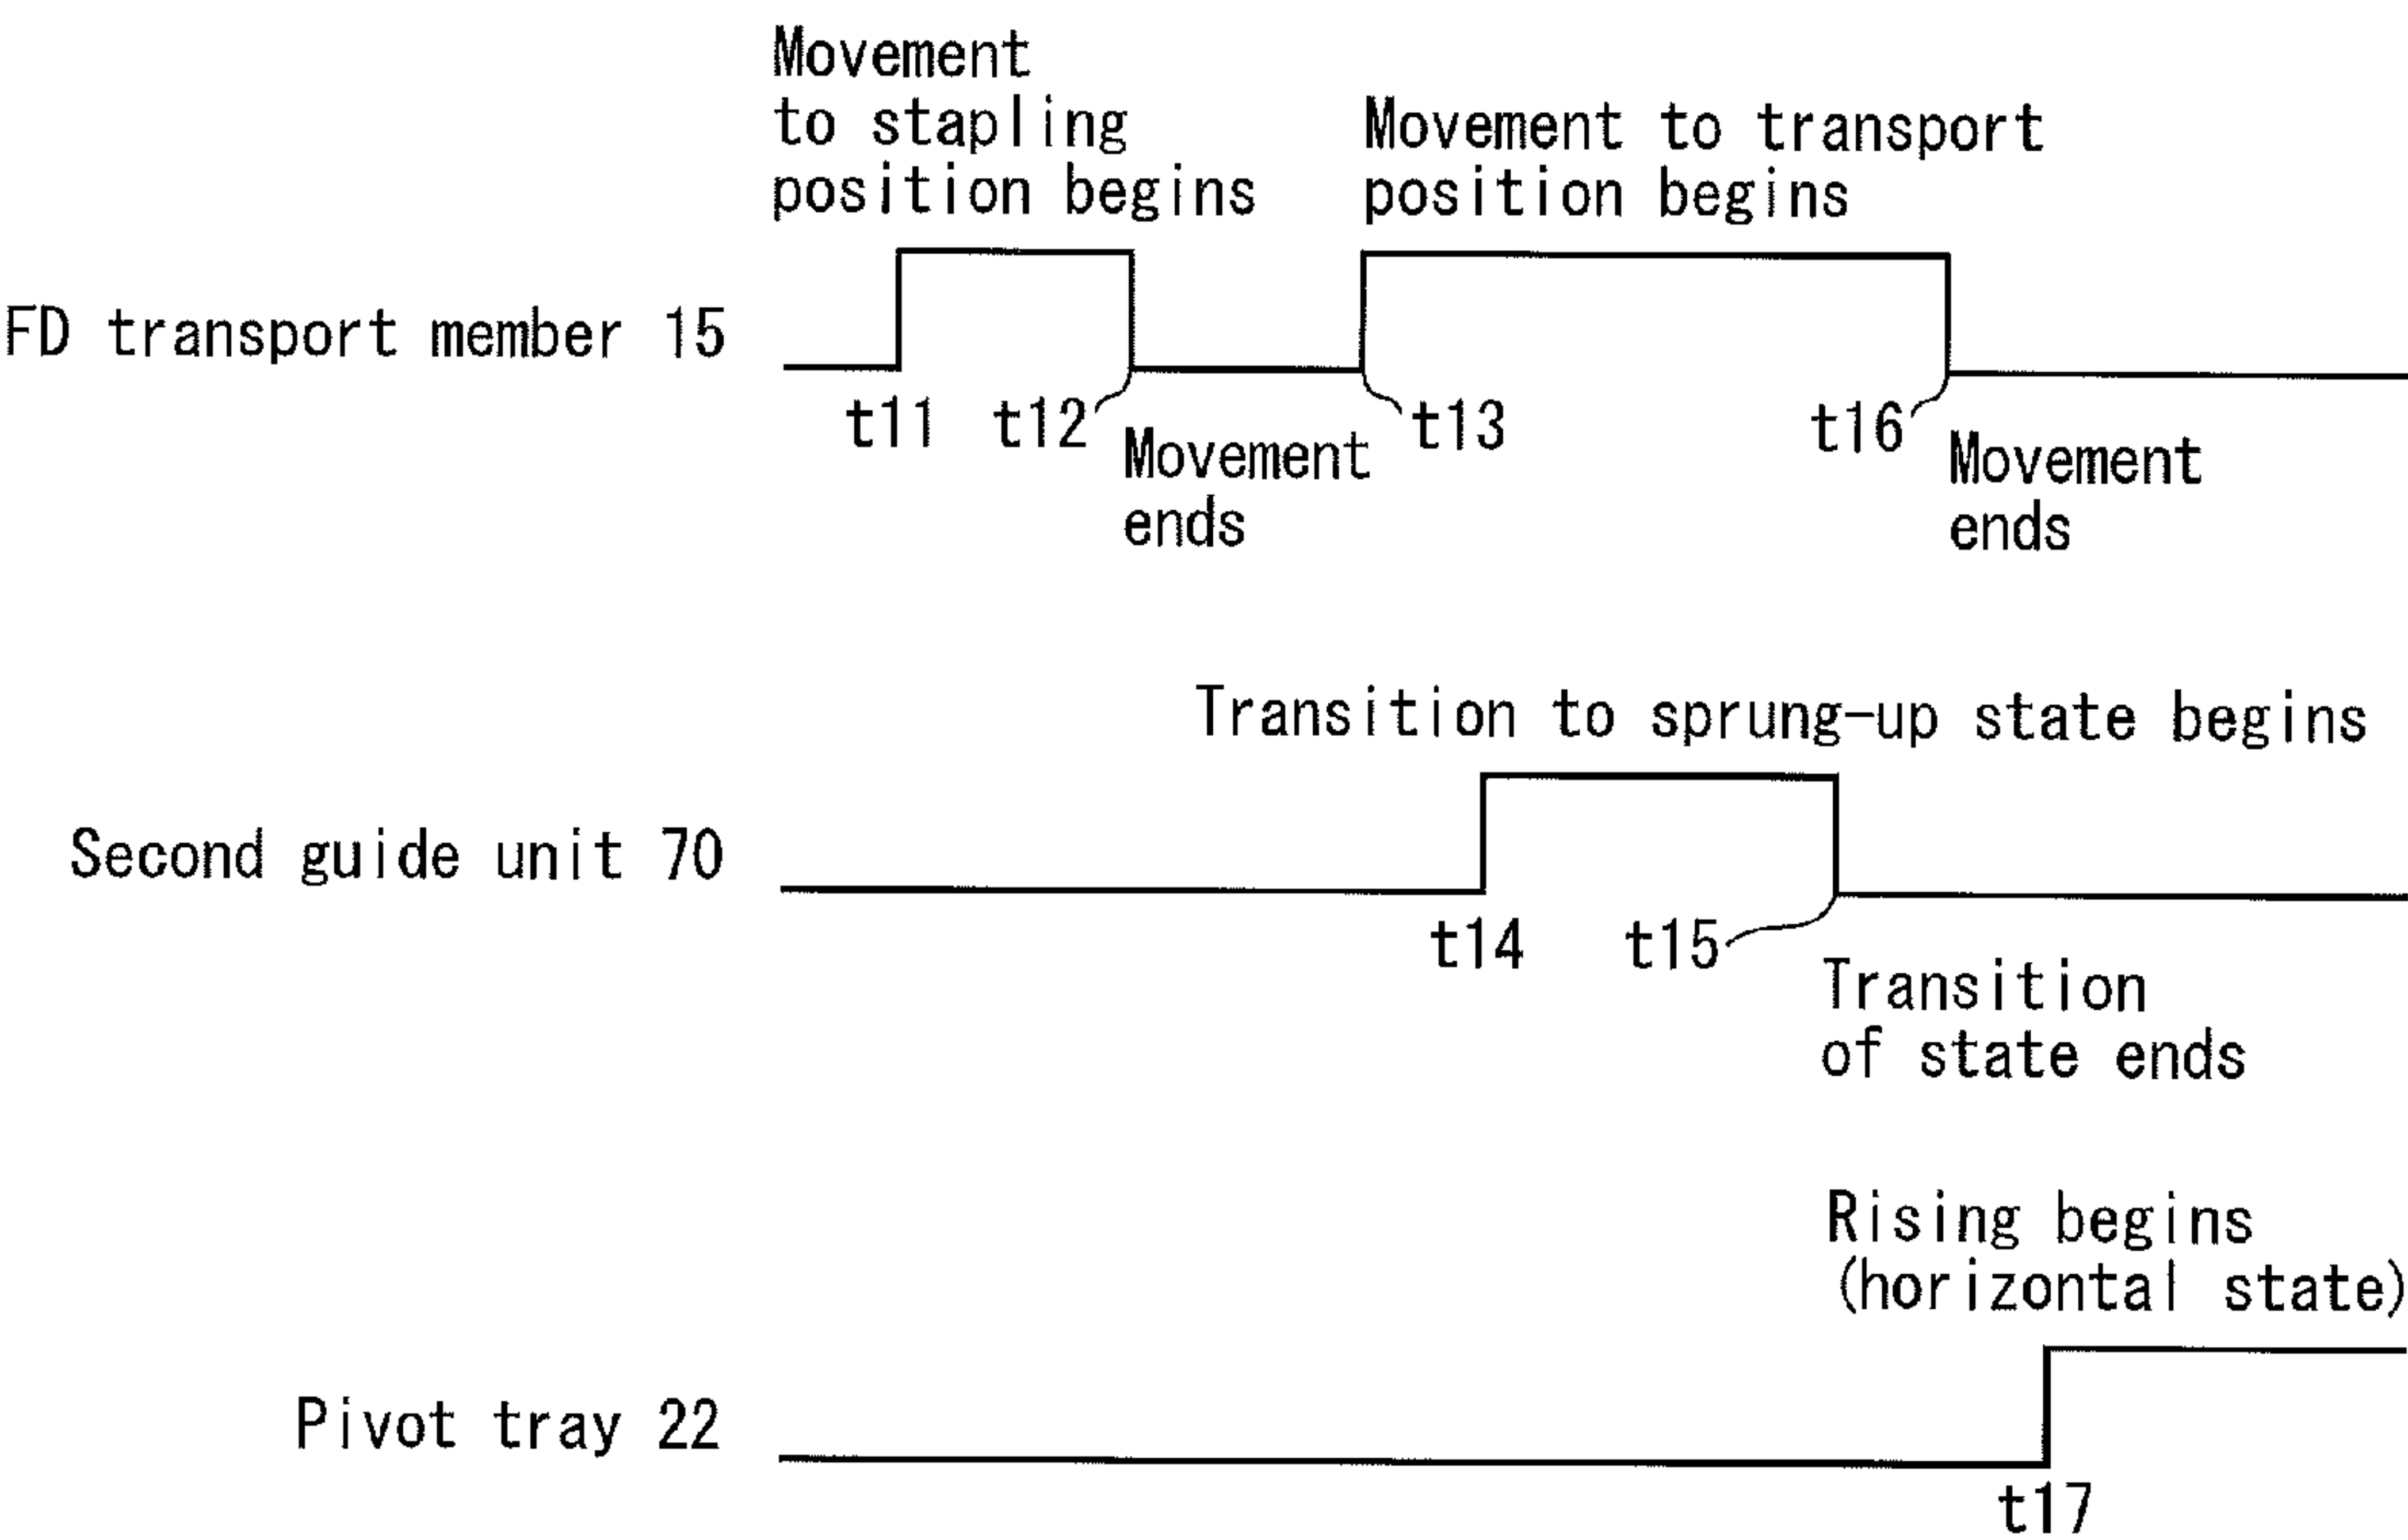 Movement
to stapling
position begins
Movement to transport
position begins
FD transport member 15
t11
t12
Movement
ends
t13
t16
Movement
ends
Transition to sprung-up state begins
Second guide unit 70
t14
t15
Transition
of state ends
Rising begins
(horizontal state)
Pivot tray 22
t17